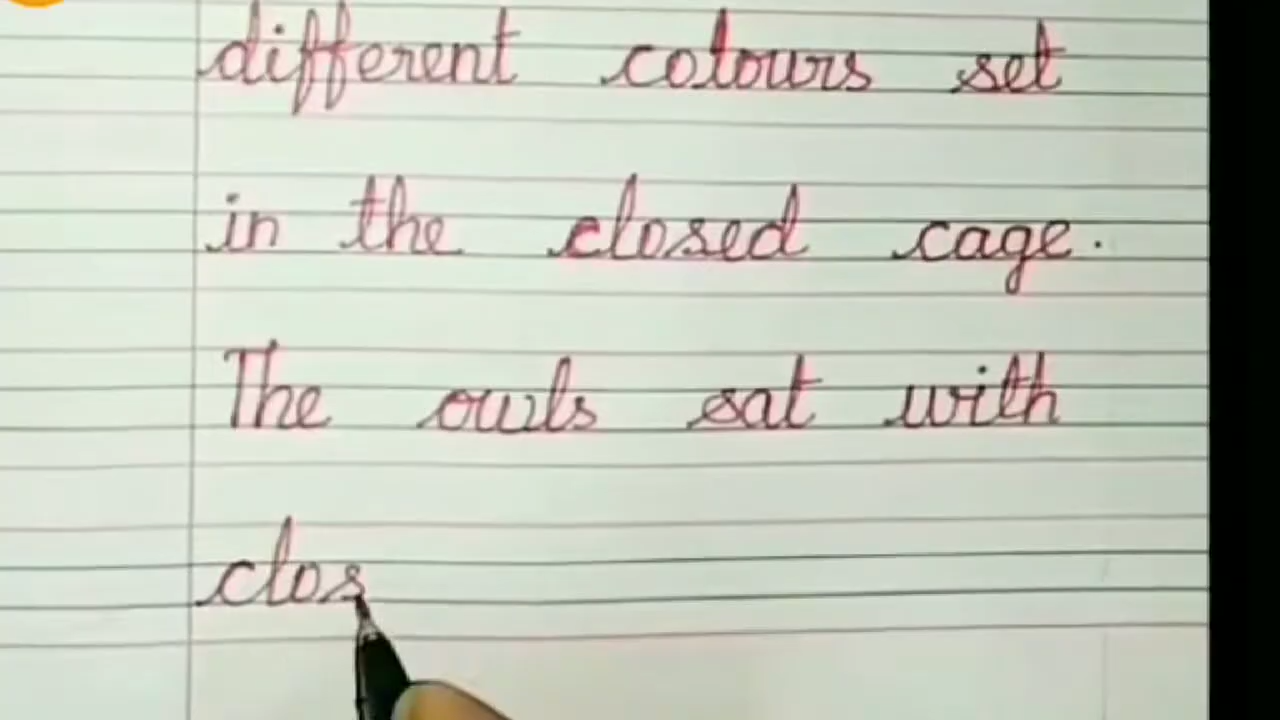 different colours set
in the closed cage.
The owls sat with
clos